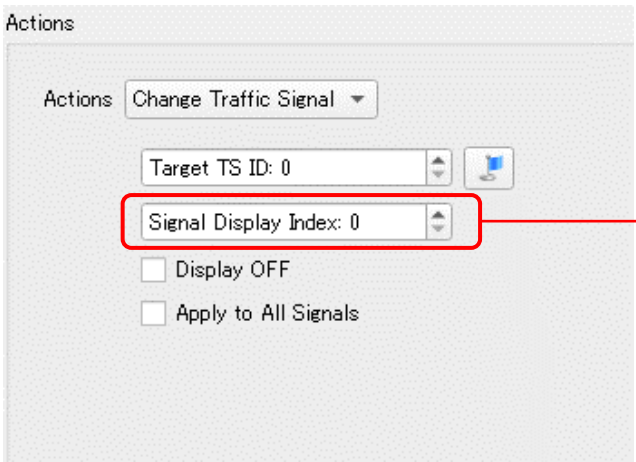 Actions
Actions Change Traffic Signal
Target TS ID: 0
Signal Display Index: 0
Display OFF
Apply to All Signals